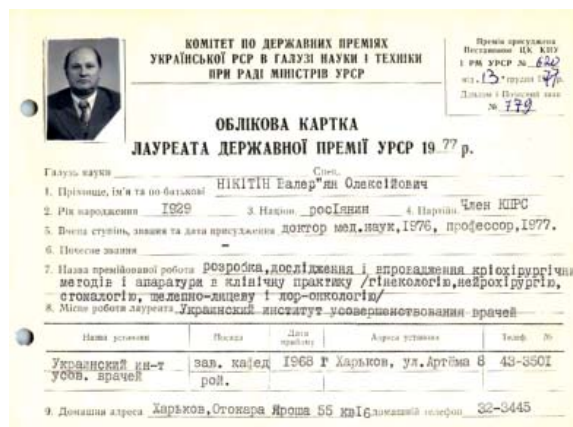 КОМІТЕТ ПО ДЕРЖАВНИХ ПРЕМІЯХ
УКРАЇНСЬКОЇ РСР В ГАЛУЗІ НАУКИ І ТЕХНІКИ
ПРИ РАДІ МІНІСТРІВ УРСР
Премія присуджена
Постановою ЦК КПУ
і РМ УРСР № 620
від „13" грудня 1977 р.
Диплом і Почесний знак
№ 779
ОБЛІКОВА КАРТКА
ЛАУРЕАТА ДЕРЖАВНОЇ ПРЕМІЇ УРСР 19 77 р.
Галузь науки Спец.
1. Прізвище, ім'я та по батькові НІКІТІН Валер"ян Олексійович
2. Рік народження 1929 3. Націон. росІянин 4. Партійн. Член КПРС
5. Вчена ступінь, звання та дата присудження доктор мед.наук,1976, профессор,1977.
6. Почесне звання –
7. Назва премійованої роботи розробка,дослідження і впровадження кріохірургічн
методів і апаратури в клінічну практику /гінекологію,нейрохірургію,
стомалогію, щелепно-лицеву і лор-онкологію/
8. Місце роботи лауреата Украинский институт усовершенствования врачей
Назва установи Посада Дата прийому Адреса установи Телеф. №
Украинский ин-т зав. кафед 1968 г Харьков, ул.Артёма 8 43-3501
усов. врачей рой.
9. Домашня адреса Харьков,Отокара Яроша 55 кв16 домашній телефон 32-3445